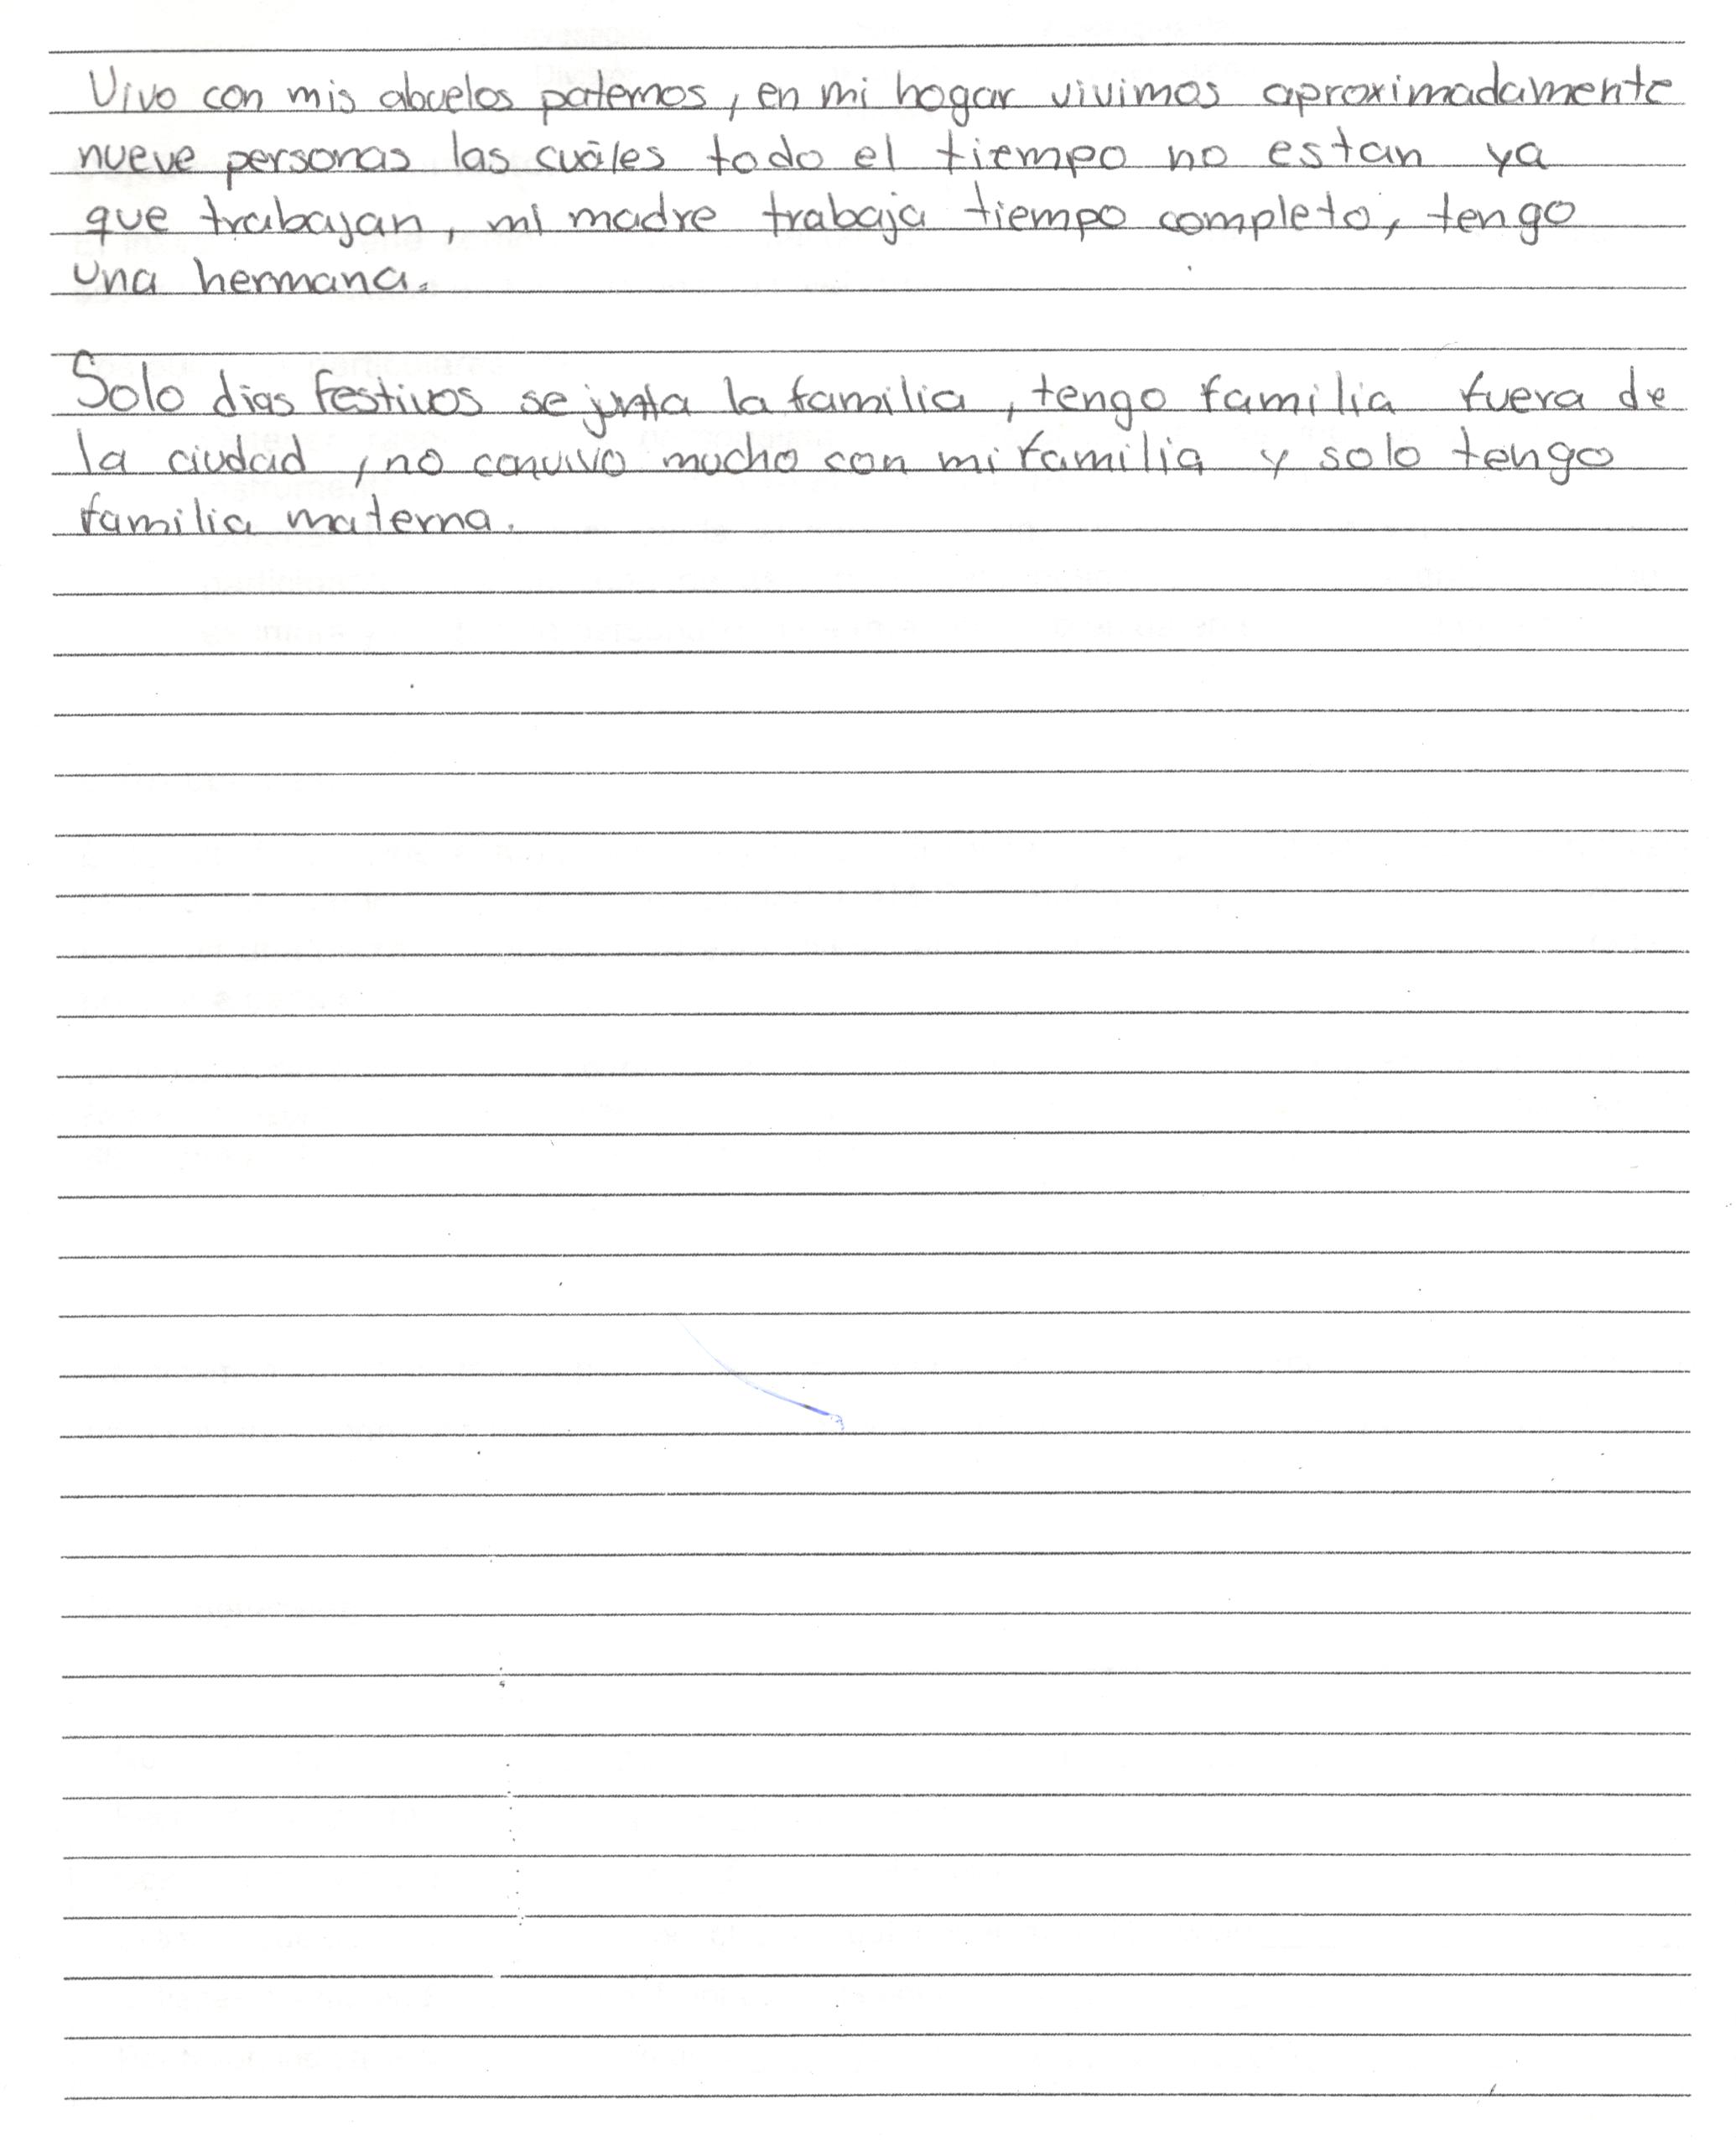 Vivo con mis abuelos paternos, en mi hogar vivimos aproximadamente
nueve personas las cuáles todo el tiempo no estan ya
que trabajan, mi madre trabaja tiempo completo, tengo
una hermana.
Solo dias festivos se junta la familia, tengo familia fuera de
la ciudad, no convivo mucho con mi familia y solo tengo
familia materna.